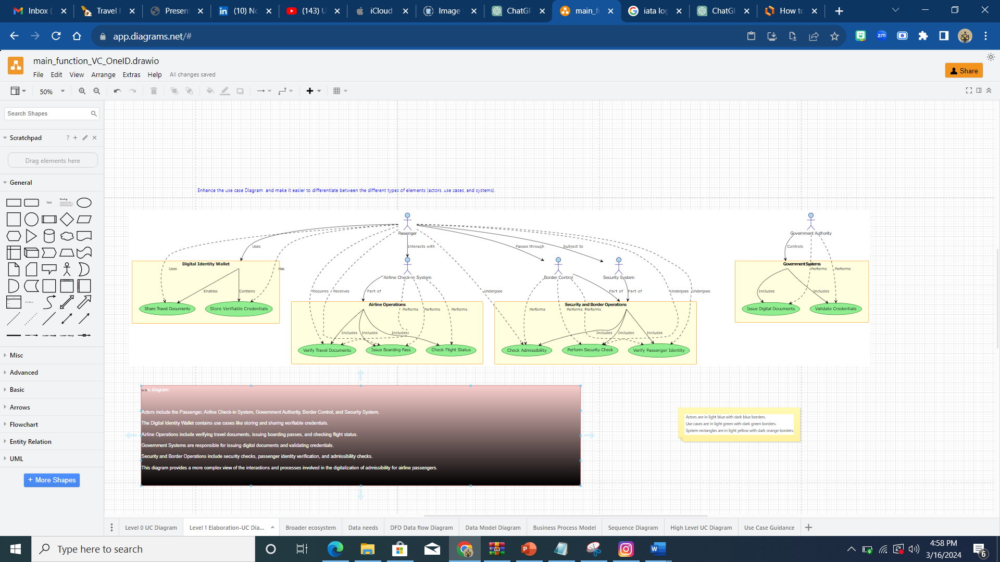 Inbox (
Travel F
Present
(10) No
(143) U
iCloud
Image
ChatGP
main_fu
iata log
ChatGP
How to
app.diagrams.net/#
main_function_VC_OneID.drawio
File Edit View Arrange Extras Help All changes saved
Share
50%
Search Shapes
Scratchpad
Drag elements here
General
Text
Heading
List Item
Misc
Advanced
Basic
Arrows
Flowchart
Entity Relation
UML
+ More Shapes
Enhance the use case Diagram and make it easier to differentiate between the different types of elements (actors, use cases, and systems).
Passenger
Government Authority
Uses
Interacts with
Passes through
Subject to
Controls
Digital Identity Wallet
Government Systems
Uses
Has
Performs
Performs
Airline Check-in System
Border Control
Security System
Enables
Contains
Requires
Receives
Part of
Undergoes
Part of
Part of
Undergoes
Undergoes
Includes
Includes
Share Travel Documents
Store Verifiable Credentials
Airline Operations
Security and Border Operations
Performs
Performs
Performs
Performs
Performs
Performs
Issue Digital Documents
Validate Credentials
Includes
Includes
Includes
Includes
Includes
Includes
Verify Travel Documents
Issue Boarding Pass
Check Flight Status
Check Admissibility
Perform Security Check
Verify Passenger Identity
In this diagram:
Actors include the Passenger, Airline Check-in System, Government Authority, Border Control, and Security System.
The Digital Identity Wallet contains use cases like storing and sharing verifiable credentials.
Airline Operations include verifying travel documents, issuing boarding passes, and checking flight status.
Government Systems are responsible for issuing digital documents and validating credentials.
Security and Border Operations include security checks, passenger identity verification, and admissibility checks.
This diagram provides a more complex view of the interactions and processes involved in the digitalization of admissibility for airline passengers.
Actors are in light blue with dark blue borders.
Use cases are in light green with dark green borders.
System rectangles are in light yellow with dark orange borders.
Level 0 UC Diagram
Level 1 Elaboration-UC Dia...
Broader ecosystem
Data needs
DFD Data flow Diagram
Data Model Diagram
Business Process Model
Sequence Diagram
High Level UC Diagram
Use Case Guidance
Type here to search
4:58 PM
3/16/2024
6